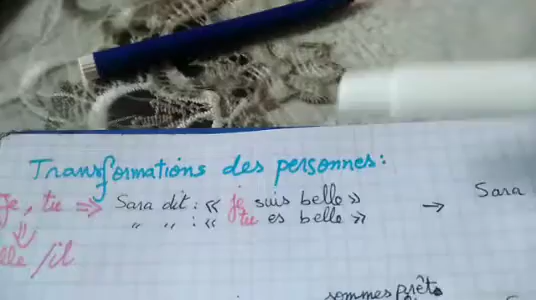 Transformations des personnes:
Je, tu ⇒ Sara dit : « je suis belle » → Sara
" " : « tu es belle »
⇓
elle / il
sommes prêts